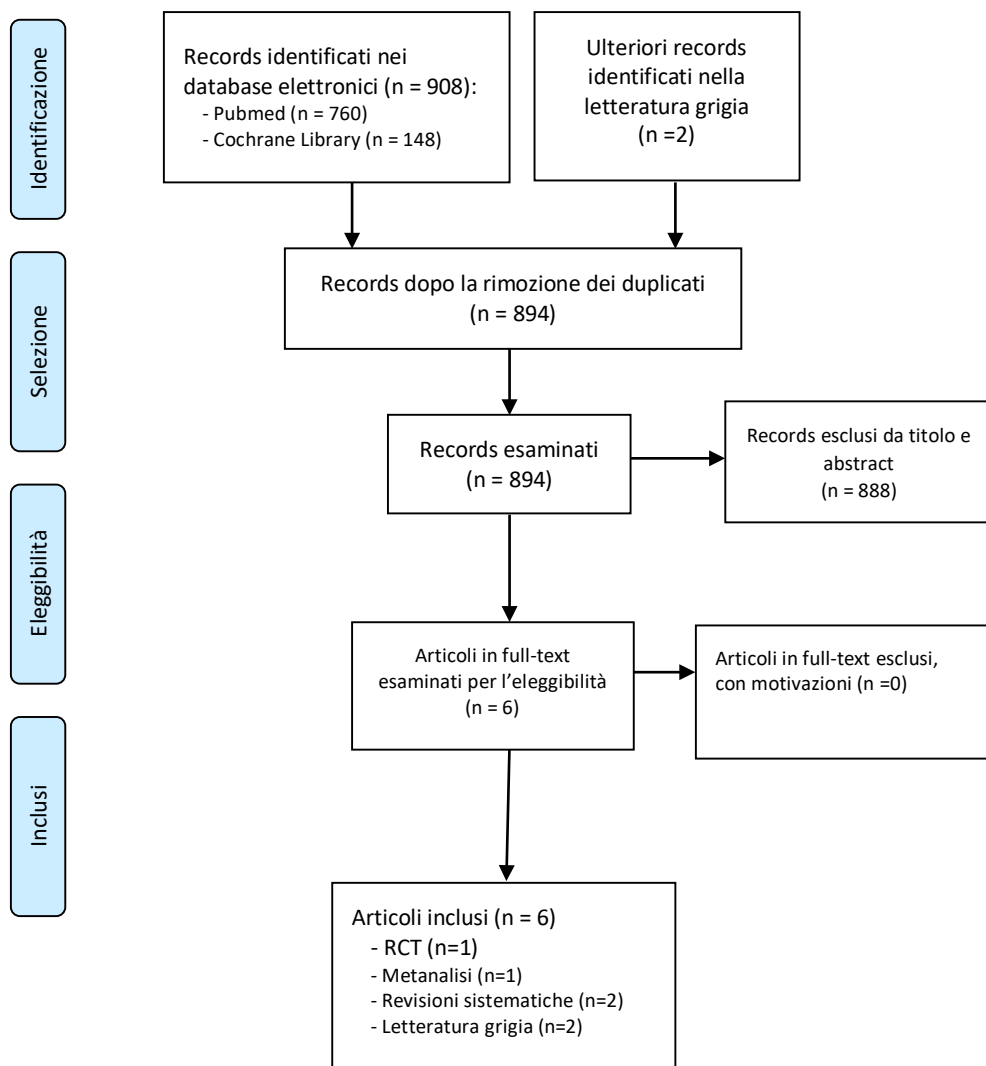 Identificazione
Records identificati nei
database elettronici (n = 908):
- Pubmed (n = 760)
- Cochrane Library (n = 148)
Ulteriori records
identificati nella
letteratura grigia
(n =2)
Selezione
Records dopo la rimozione dei duplicati
(n = 894)
Records esaminati
(n = 894)
Records esclusi da titolo e
abstract
(n = 888)
Eleggibilità
Articoli in full-text
esaminati per l'eleggibilità
(n = 6)
Articoli in full-text esclusi,
con motivazioni (n =0)
Inclusi
Articoli inclusi (n = 6)
- RCT (n=1)
- Metanalisi (n=1)
- Revisioni sistematiche (n=2)
- Letteratura grigia (n=2)